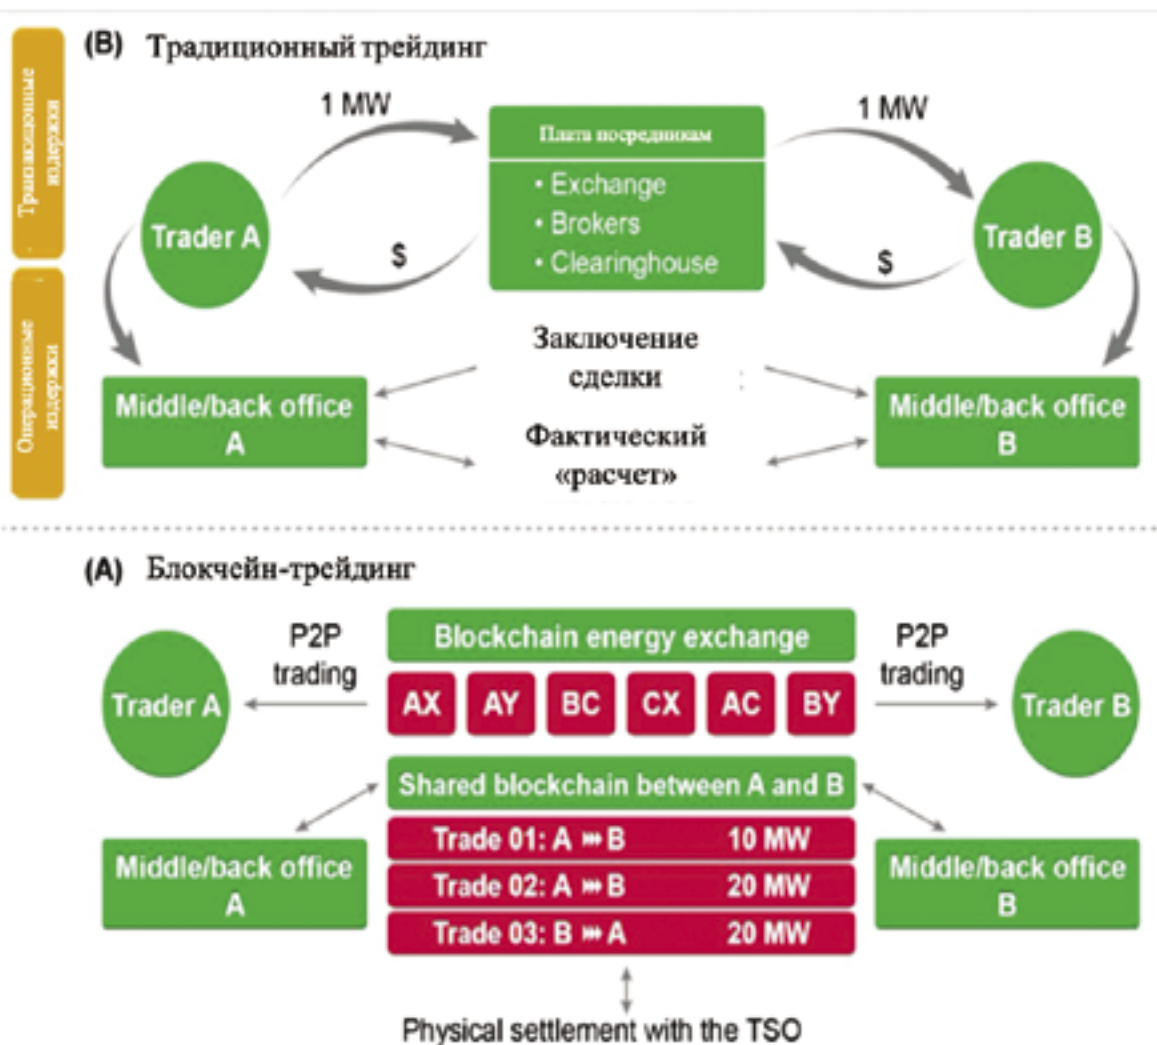 (B) Традиционный трейдинг
Транзакционные
издержки
1 MW
Плата посредникам
1 MW
• Exchange
• Brokers
• Clearinghouse
Trader A
Trader B
$
$
Операционные
издержки
Заключение
сделки
Middle/back office
A
Middle/back office
B
Фактический
«расчет»
(A) Блокчейн-трейдинг
P2P
trading
Blockchain energy exchange
P2P
trading
Trader A
AX AY BC CX AC BY
Trader B
Shared blockchain between A and B
Middle/back office
A
Trade 01: A ⏩ B 10 MW
Trade 02: A ⏩ B 20 MW
Trade 03: B ⏩ A 20 MW
Middle/back office
B
Physical settlement with the TSO